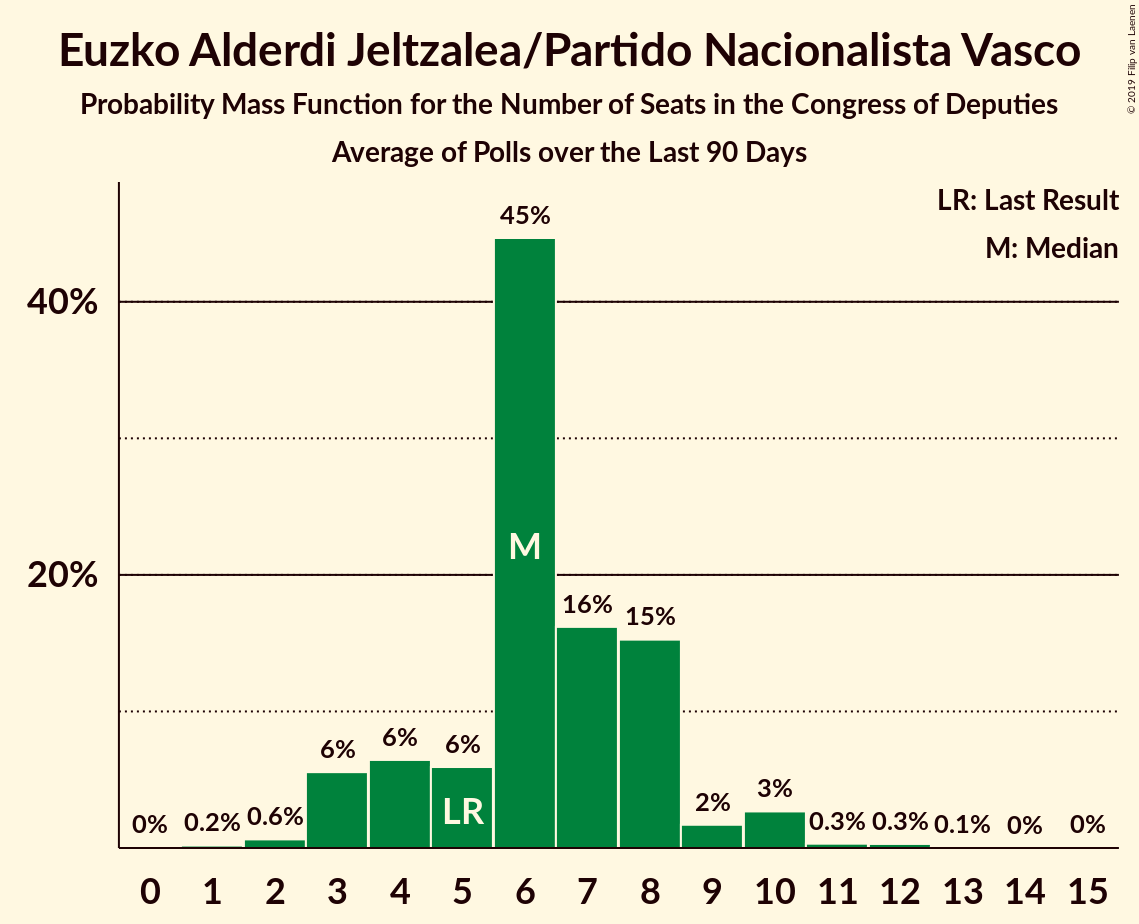 Euzko Alderdi Jeltzalea/Partido Nacionalista Vasco
Probability Mass Function for the Number of Seats in the Congress of Deputies
Average of Polls over the Last 90 Days
© 2019 Filip van Laenen
LR: Last Result
M: Median
40%
20%
0% 0.2% 0.6% 6% 6% 6% 45% 16% 15% 2% 3% 0.3% 0.3% 0.1% 0% 0%
M
LR
0 1 2 3 4 5 6 7 8 9 10 11 12 13 14 15